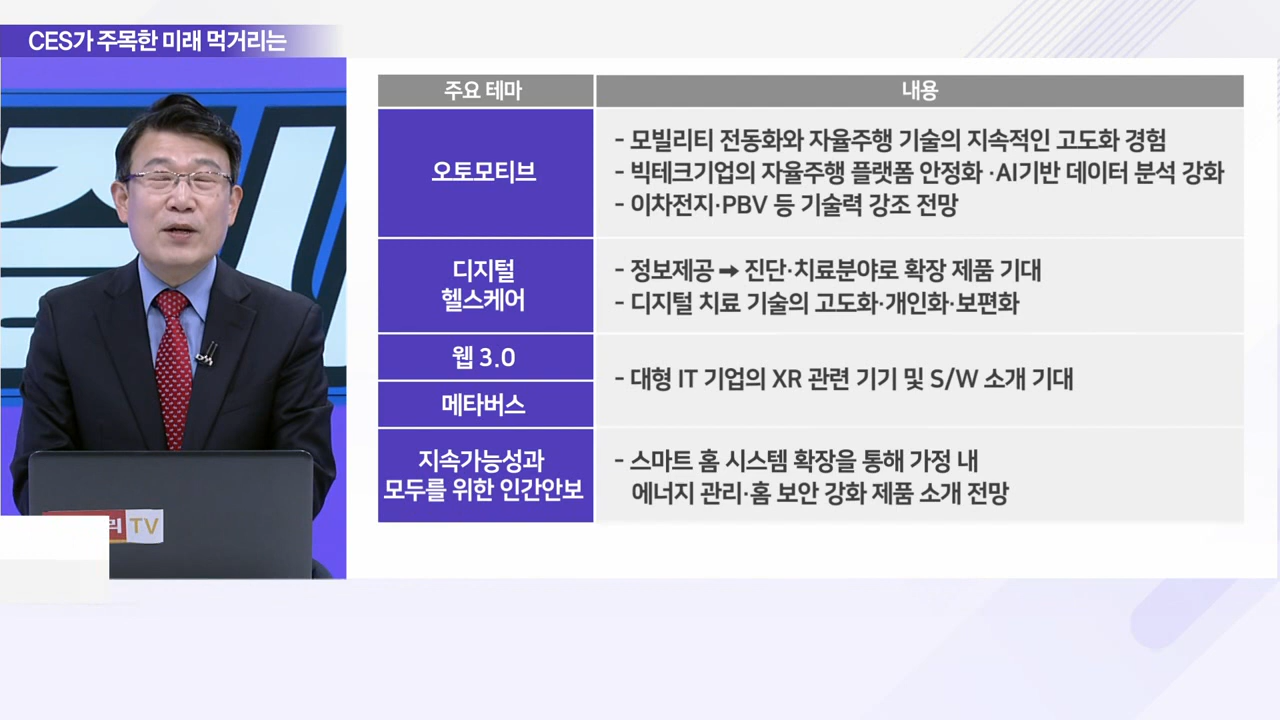 CES가 주목한 미래 먹거리는
주요 테마
내용
오토모티브
- 모빌리티 전동화와 자율주행 기술의 지속적인 고도화 경험
- 빅테크기업의 자율주행 플랫폼 안정화 ·AI기반 데이터 분석 강화
- 이차전지·PBV 등 기술력 강조 전망
디지털
헬스케어
- 정보제공 ➡ 진단·치료분야로 확장 제품 기대
- 디지털 치료 기술의 고도화·개인화·보편화
웹 3.0
메타버스
- 대형 IT 기업의 XR 관련 기기 및 S/W 소개 기대
지속가능성과
모두를 위한 인간안보
- 스마트 홈 시스템 확장을 통해 가정 내
에너지 관리·홈 보안 강화 제품 소개 전망
리TV